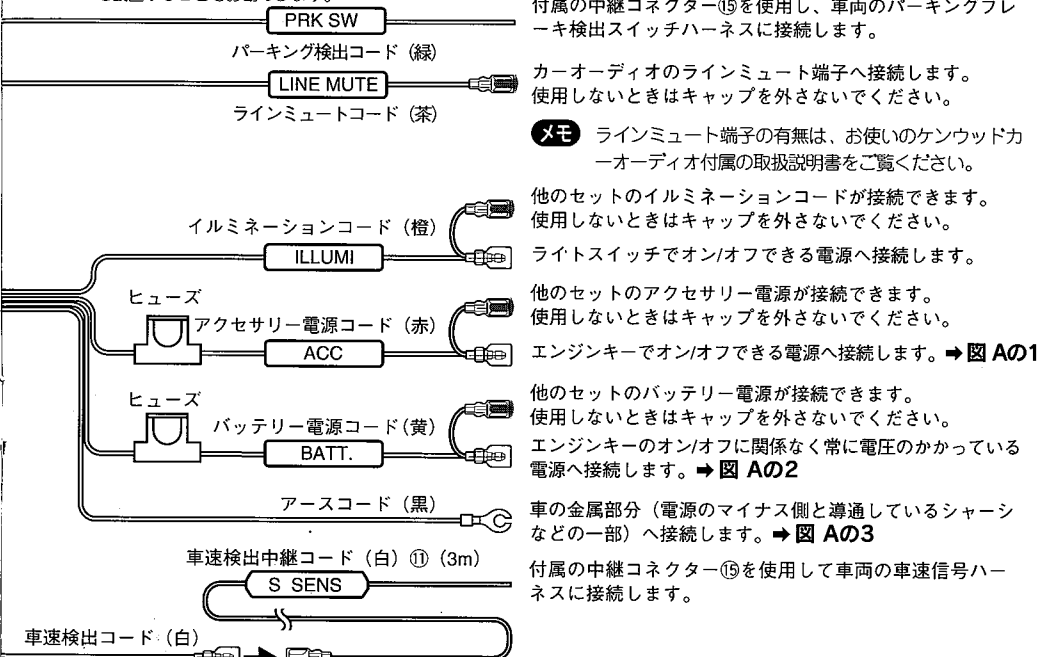 付属の中継コネクター⑮を使用し、車両のパーキングブレ
ーキ検出スイッチハーネスに接続します。
PRK SW
パーキング検出コード（緑）
カーオーディオのラインミュート端子へ接続します。
使用しないときはキャップを外さないでください。
LINE MUTE
ラインミュートコード（茶）
メモ ラインミュート端子の有無は、お使いのケンウッドカ
ーオーディオ付属の取扱説明書をご覧ください。
他のセットのイルミネーションコードが接続できます。
使用しないときはキャップを外さないでください。
イルミネーションコード（橙）
ILLUMI
ライトスイッチでオン/オフできる電源へ接続します。
ヒューズ
他のセットのアクセサリー電源が接続できます。
使用しないときはキャップを外さないでください。
アクセサリー電源コード（赤）
ACC
エンジンキーでオン/オフできる電源へ接続します。➡図 Aの1
ヒューズ
他のセットのバッテリー電源が接続できます。
使用しないときはキャップを外さないでください。
バッテリー電源コード(黄)
BATT.
エンジンキーのオン/オフに関係なく常に電圧のかかっている
電源へ接続します。➡図 Aの2
アースコード（黒）
車の金属部分（電源のマイナス側と導通しているシャーシ
などの一部）へ接続します。➡図 Aの3
車速検出中継コード（白）⑪（3m）
S SENS
付属の中継コネクター⑮を使用して車両の車速信号ハー
ネスに接続します。
車速検出コード（白）